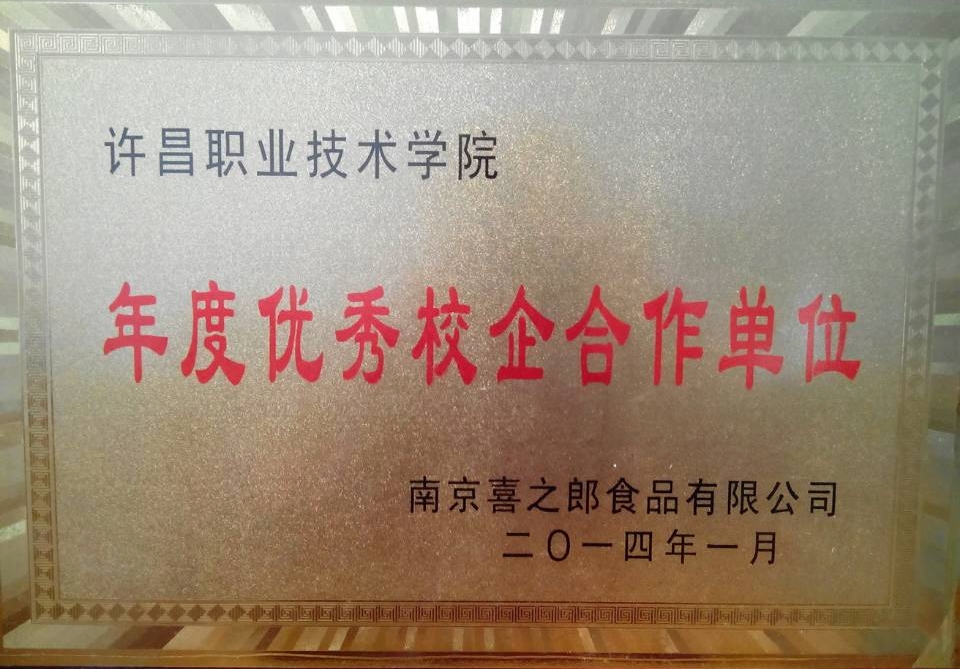 许昌职业技术学院
年度优秀校企合作单位
南京喜之郎食品有限公司
二〇一四年一月